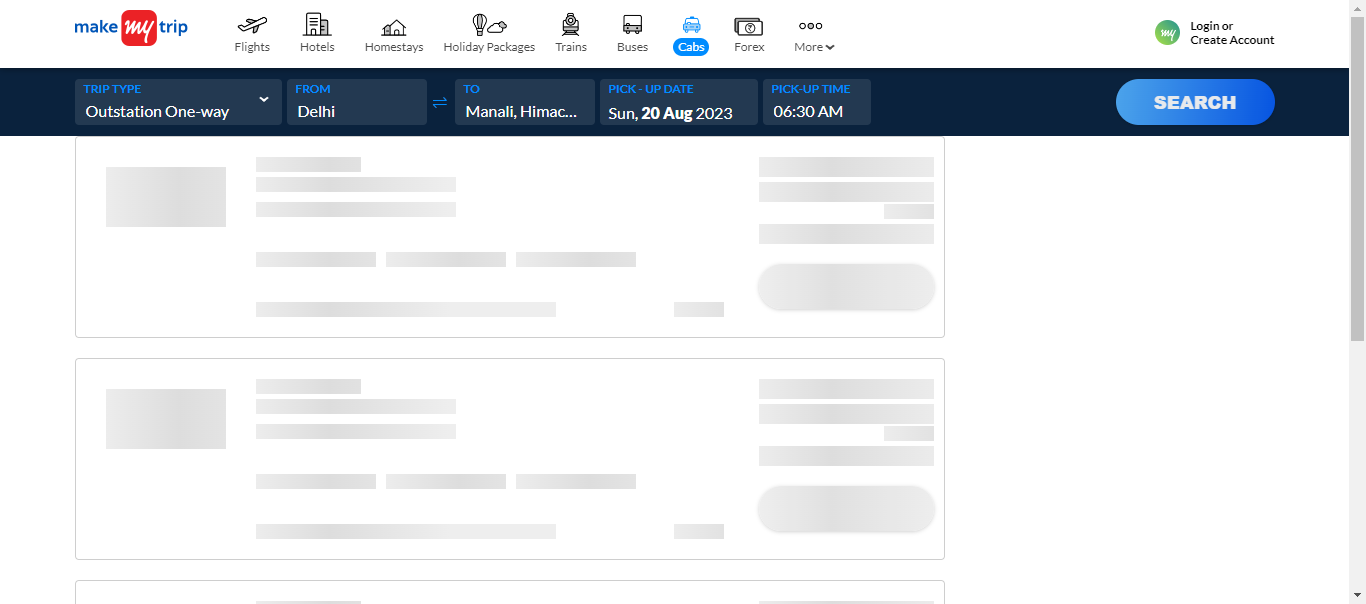 make my trip
Flights
Hotels
Homestays
Holiday Packages
Trains
Buses
Cabs
Forex
More
my
Login or
Create Account
TRIP TYPE
Outstation One-way
FROM
Delhi
TO
Manali, Himac...
PICK - UP DATE
Sun, 20 Aug 2023
PICK-UP TIME
06:30 AM
SEARCH